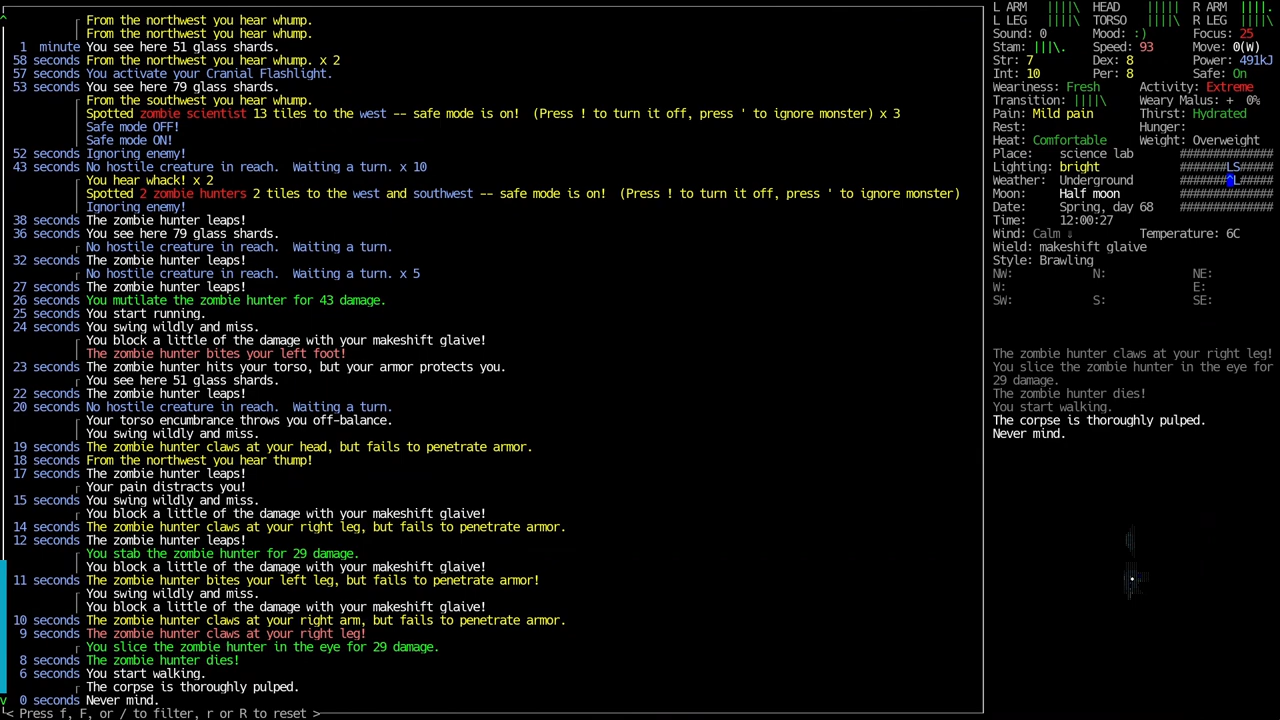 From the northwest you hear whump.
From the northwest you hear whump.
1  minute You see here 51 glass shards.
58 seconds From the northwest you hear whump. x 2
57 seconds You activate your Cranial Flashlight.
53 seconds You see here 79 glass shards.
From the southwest you hear whump.
Spotted zombie scientist 13 tiles to the west -- safe mode is on!  (Press ! to turn it off, press ' to ignore monster) x 3
Safe mode OFF!
Safe mode ON!
52 seconds Ignoring enemy!
43 seconds No hostile creature in reach.  Waiting a turn. x 10
You hear whack! x 2
Spotted 2 zombie hunters 2 tiles to the west and southwest -- safe mode is on!  (Press ! to turn it off, press ' to ignore monster)
Ignoring enemy!
38 seconds The zombie hunter leaps!
36 seconds You see here 79 glass shards.
No hostile creature in reach.  Waiting a turn.
32 seconds The zombie hunter leaps!
No hostile creature in reach.  Waiting a turn. x 5
27 seconds The zombie hunter leaps!
26 seconds You mutilate the zombie hunter for 43 damage.
25 seconds You start running.
24 seconds You swing wildly and miss.
You block a little of the damage with your makeshift glaive!
The zombie hunter bites your left foot!
23 seconds The zombie hunter hits your torso, but your armor protects you.
You see here 51 glass shards.
22 seconds The zombie hunter leaps!
20 seconds No hostile creature in reach.  Waiting a turn.
Your torso encumbrance throws you off-balance.
You swing wildly and miss.
19 seconds The zombie hunter claws at your head, but fails to penetrate armor.
18 seconds From the northwest you hear thump!
17 seconds The zombie hunter leaps!
Your pain distracts you!
15 seconds You swing wildly and miss.
You block a little of the damage with your makeshift glaive!
14 seconds The zombie hunter claws at your right leg, but fails to penetrate armor.
12 seconds The zombie hunter leaps!
You stab the zombie hunter for 29 damage.
You block a little of the damage with your makeshift glaive!
11 seconds The zombie hunter bites your left leg, but fails to penetrate armor!
You swing wildly and miss.
You block a little of the damage with your makeshift glaive!
10 seconds The zombie hunter claws at your right arm, but fails to penetrate armor.
9 seconds The zombie hunter claws at your right leg!
You slice the zombie hunter in the eye for 29 damage.
8 seconds The zombie hunter dies!
6 seconds You start walking.
The corpse is thoroughly pulped.
0 seconds Never mind.
< Press f, F, or / to filter, r or R to reset >
L ARM ||||\ HEAD ||||| R ARM ||||.
L LEG ||||\ TORSO ||||\ R LEG ||||\
Sound: 0 Mood: :) Focus: 25
Stam: |||\. Speed: 93 Move: 0(W)
Str: 7 Dex: 8 Power: 491kJ
Int: 10 Per: 8 Safe: On
Weariness: Fresh Activity: Extreme
Transition: ||||\ Weary Malus: + 0%
Pain: Mild pain Thirst: Hydrated
Rest: Hunger:
Heat: Comfortable Weight: Overweight
Place: science lab ##############
Lighting: bright #######LS#####
Weather: Underground #######^L#####
Moon: Half moon ##############
Date: Spring, day 68 ##############
Time: 12:00:27
Wind: Calm ⇓ Temperature: 6C
Wield: makeshift glaive
Style: Brawling
NW: N: NE:
W: E:
SW: S: SE:
The zombie hunter claws at your right leg!
You slice the zombie hunter in the eye for
29 damage.
The zombie hunter dies!
You start walking.
The corpse is thoroughly pulped.
Never mind.